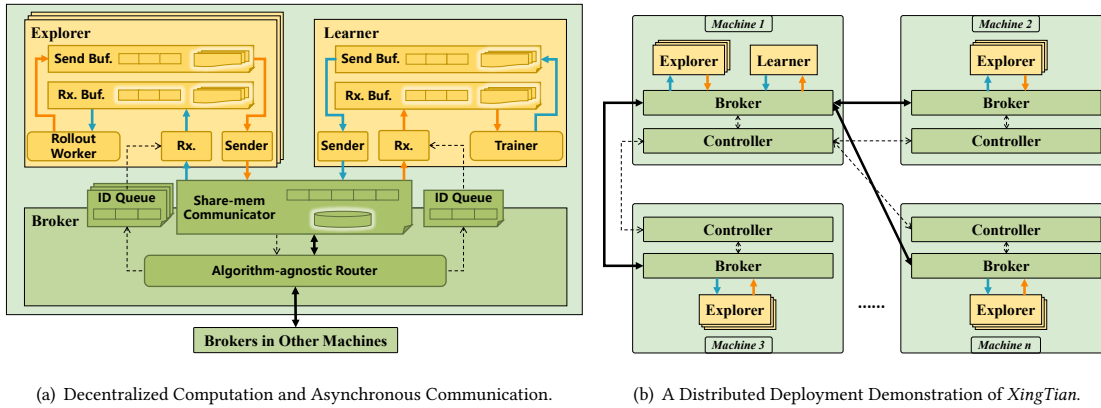 Explorer
Send Buf.
Rx. Buf.
Rollout
Worker
Rx.
Sender
Learner
Send Buf.
Rx. Buf.
Sender
Rx.
Trainer
ID Queue
Share-mem
Communicator
ID Queue
Broker
Algorithm-agnostic Router
Brokers in Other Machines
(a) Decentralized Computation and Asynchronous Communication.
Machine 1
Explorer
Learner
Broker
Controller
Machine 2
Explorer
Broker
Controller
Controller
Broker
Explorer
Machine 3
......
Controller
Broker
Explorer
Machine n
(b) A Distributed Deployment Demonstration of XingTian.